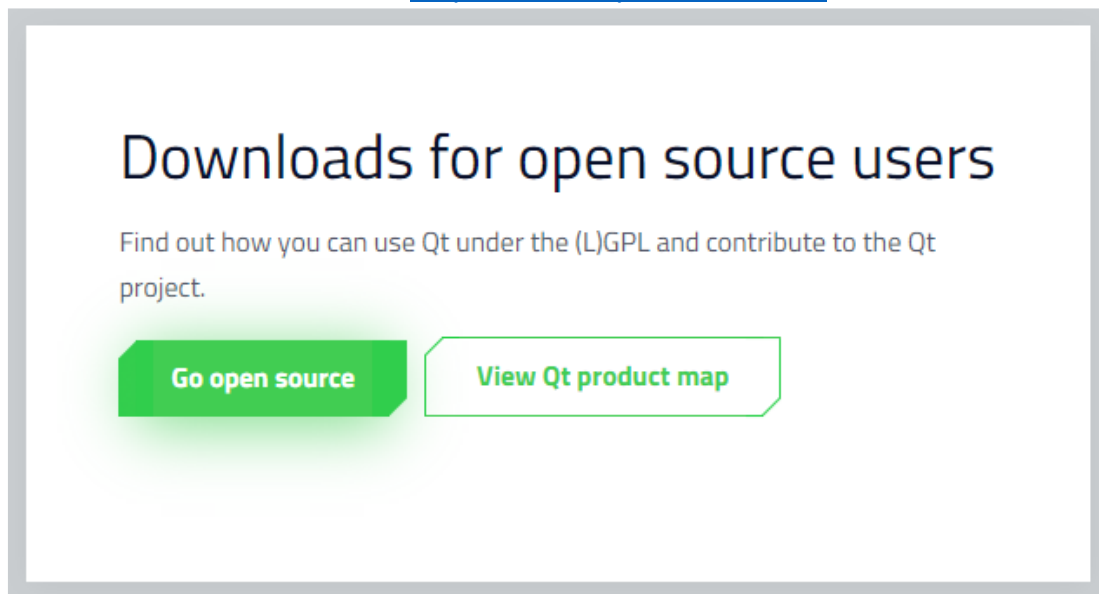 Downloads for open source users
Find out how you can use Qt under the (L)GPL and contribute to the Qt
project.
Go open source
View Qt product map